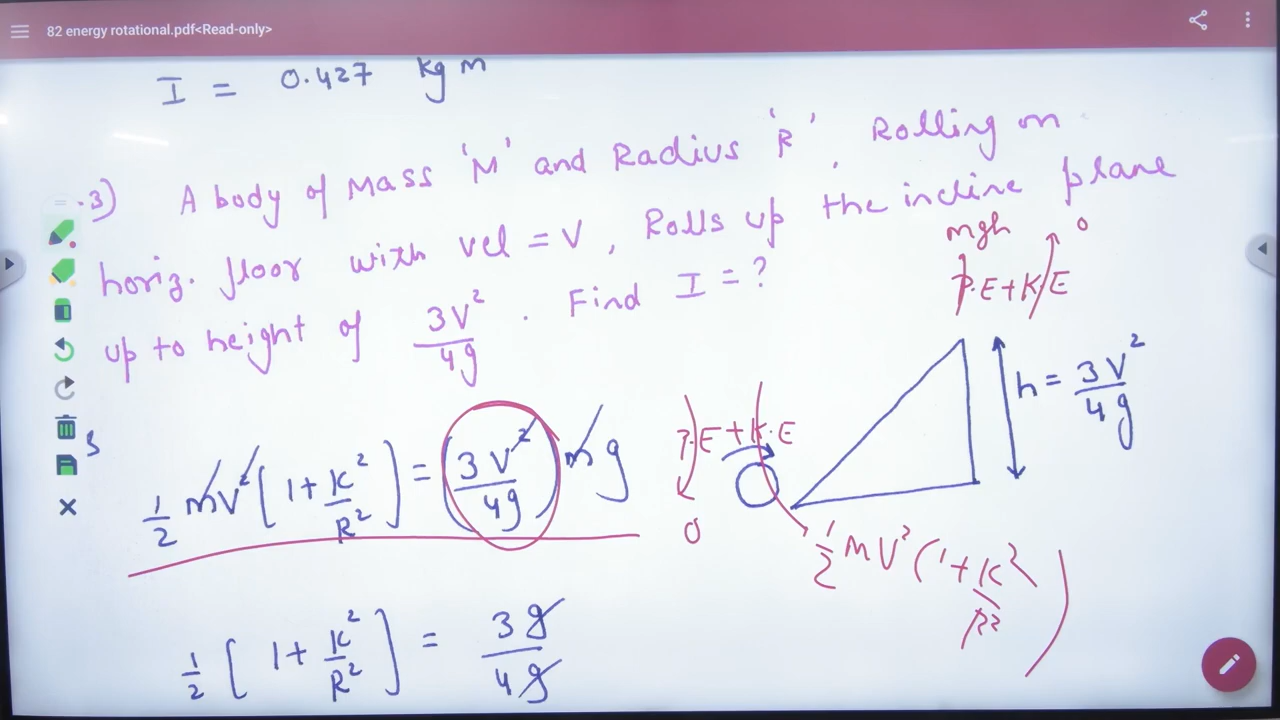 82 energy rotational.pdf<Read-only>
I = 0.427 kg m
.3) A body of Mass 'M' and Radius 'R', Rolling on
horiz. floor with vel = V, Rolls up the incline plane
up to height of 3V²/4g. Find I = ?
mgh 0
P.E + K/E
h = 3V²/4g
P.E + K.E
0
½ mV² [1 + K²/R²] = (3V²/4g) mg
½ MV² (1 + K²/R²)
½ [1 + K²/R²] = 3g/4g